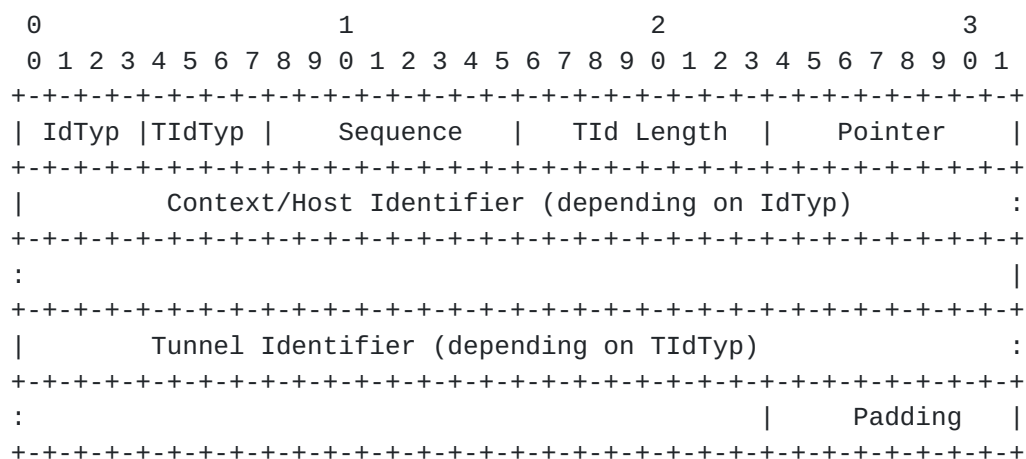 0                   1                   2                   3
 0 1 2 3 4 5 6 7 8 9 0 1 2 3 4 5 6 7 8 9 0 1 2 3 4 5 6 7 8 9 0 1
+-+-+-+-+-+-+-+-+-+-+-+-+-+-+-+-+-+-+-+-+-+-+-+-+-+-+-+-+-+-+-+-+
| IdTyp |TIdTyp |    Sequence   |   TId Length  |    Pointer    |
+-+-+-+-+-+-+-+-+-+-+-+-+-+-+-+-+-+-+-+-+-+-+-+-+-+-+-+-+-+-+-+-+
|         Context/Host Identifier (depending on IdTyp)          :
+-+-+-+-+-+-+-+-+-+-+-+-+-+-+-+-+-+-+-+-+-+-+-+-+-+-+-+-+-+-+-+-+
:                                                               |
+-+-+-+-+-+-+-+-+-+-+-+-+-+-+-+-+-+-+-+-+-+-+-+-+-+-+-+-+-+-+-+-+
|        Tunnel Identifier (depending on TIdTyp)                :
+-+-+-+-+-+-+-+-+-+-+-+-+-+-+-+-+-+-+-+-+-+-+-+-+-+-+-+-+-+-+-+-+
:                                               |     Padding   |
+-+-+-+-+-+-+-+-+-+-+-+-+-+-+-+-+-+-+-+-+-+-+-+-+-+-+-+-+-+-+-+-+